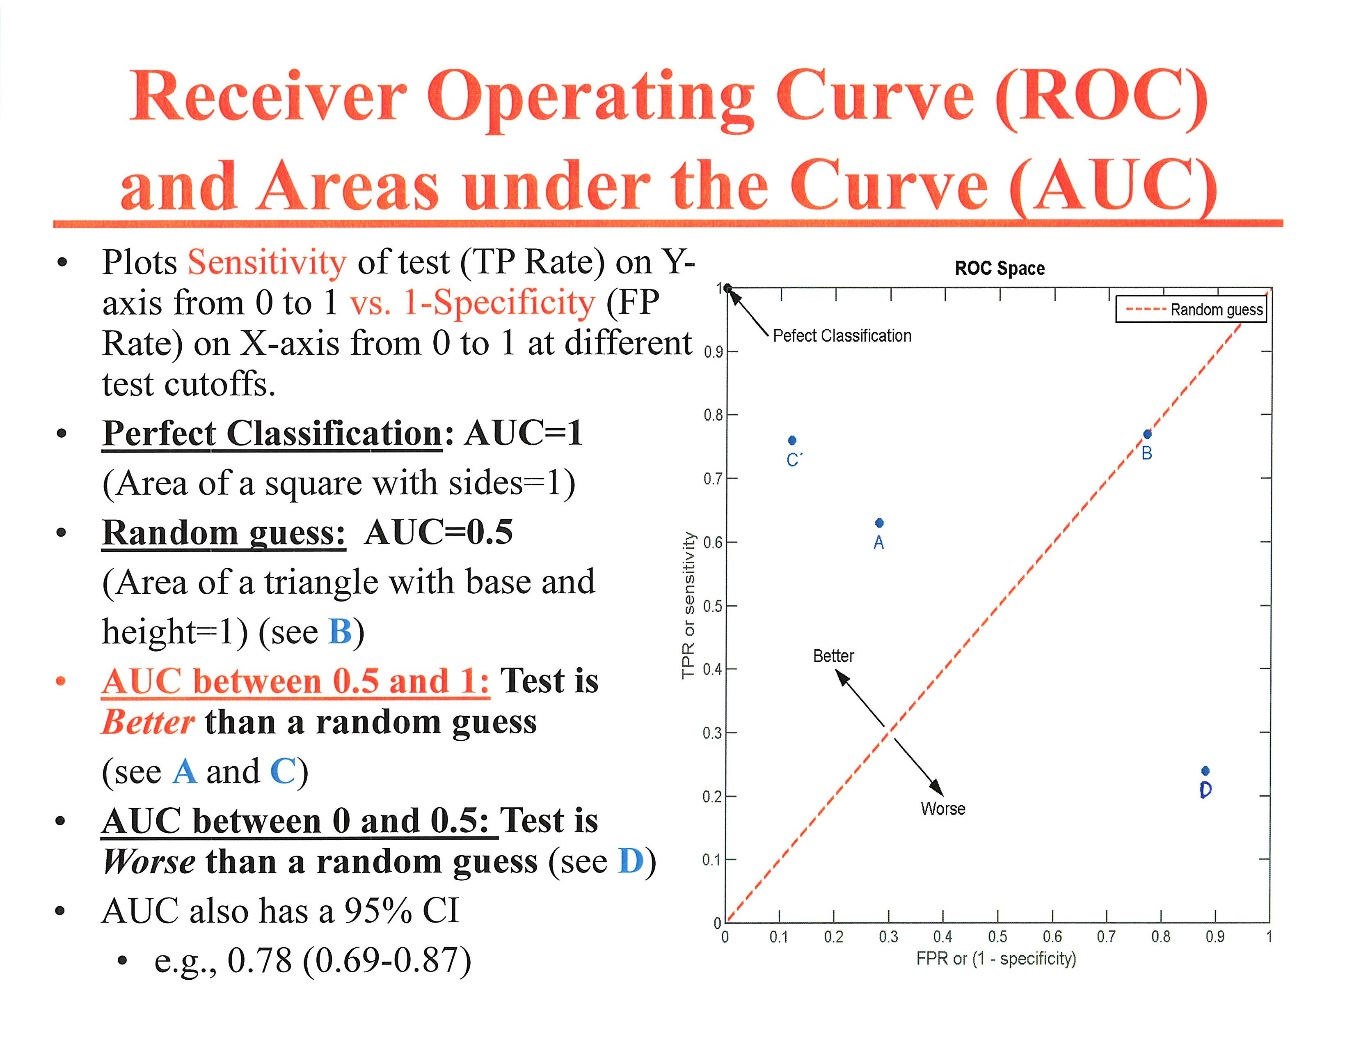 Receiver Operating Curve (ROC)
and Areas under the Curve (AUC)
• Plots Sensitivity of test (TP Rate) on Y-
axis from 0 to 1 vs. 1-Specificity (FP
Rate) on X-axis from 0 to 1 at different
test cutoffs.
• Perfect Classification: AUC=1
(Area of a square with sides=1)
• Random guess: AUC=0.5
(Area of a triangle with base and
height=1) (see B)
• AUC between 0.5 and 1: Test is
Better than a random guess
(see A and C)
• AUC between 0 and 0.5: Test is
Worse than a random guess (see D)
• AUC also has a 95% CI
• e.g., 0.78 (0.69-0.87)
ROC Space
Random guess
Pefect Classification
C´
B
A
Better
Worse
D
TPR or sensitivity
1
0.9
0.8
0.7
0.6
0.5
0.4
0.3
0.2
0.1
0
0 0.1 0.2 0.3 0.4 0.5 0.6 0.7 0.8 0.9 1
FPR or (1 - specificity)